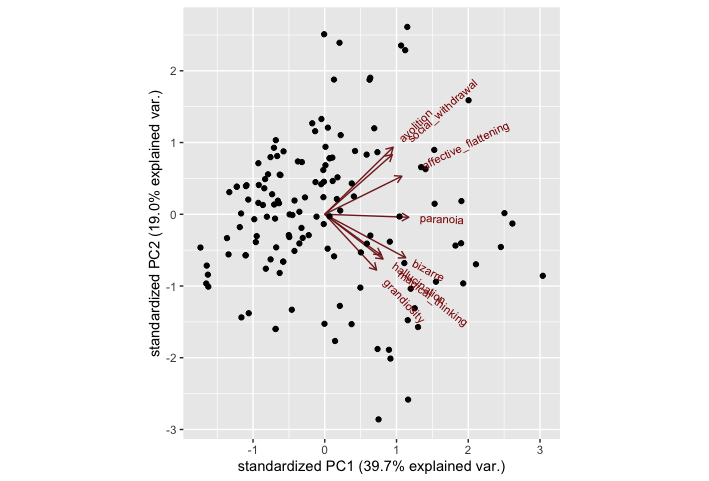 standardized PC2 (19.0% explained var.)
2
1
0
-1
-2
-3
avolition
social_withdrawal
affective_flattening
paranoia
bizarre
hallucination
magical_thinking
grandiosity
-1 0 1 2 3
standardized PC1 (39.7% explained var.)